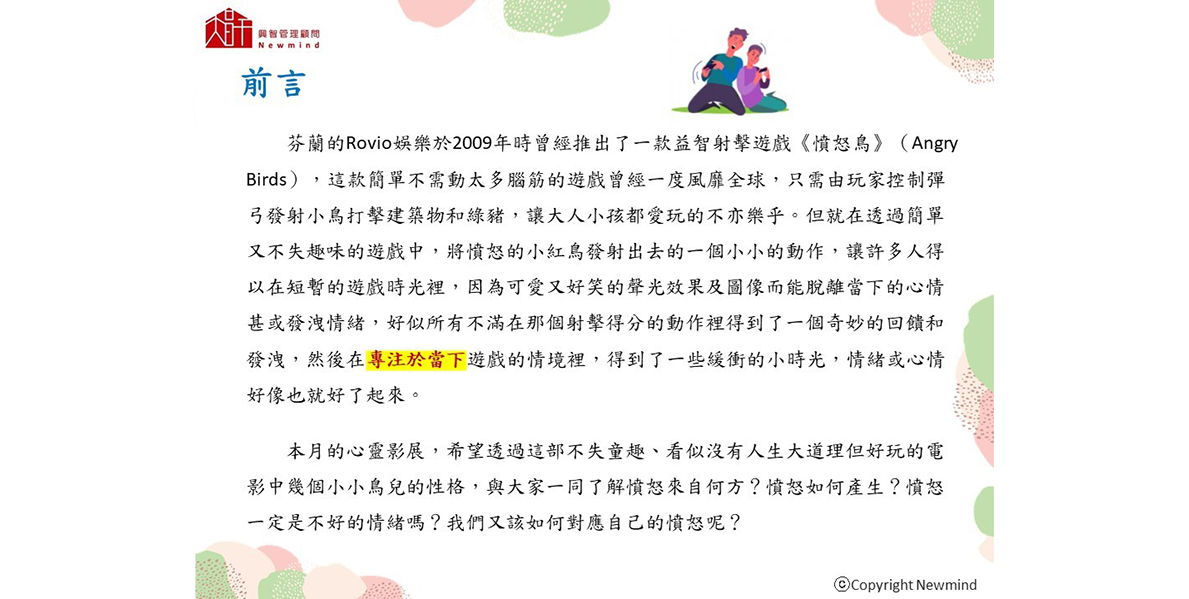 興智管理顧問
Newmind
前言
芬蘭的Rovio娛樂於2009年時曾經推出了一款益智射擊遊戲《憤怒鳥》（Angry
Birds），這款簡單不需動太多腦筋的遊戲曾經一度風靡全球，只需由玩家控制彈
弓發射小鳥打擊建築物和綠豬，讓大人小孩都愛玩的不亦樂乎。但就在透過簡單
又不失趣味的遊戲中，將憤怒的小紅鳥發射出去的一個小小的動作，讓許多人得
以在短暫的遊戲時光裡，因為可愛又好笑的聲光效果及圖像而能脫離當下的心情
甚或發洩情緒，好似所有不滿在那個射擊得分的動作裡得到了一個奇妙的回饋和
發洩，然後在專注於當下遊戲的情境裡，得到了一些緩衝的小時光，情緒或心情
好像也就好了起來。
本月的心靈影展，希望透過這部不失童趣、看似沒有人生大道理但好玩的電
影中幾個小小鳥兒的性格，與大家一同了解憤怒來自何方？憤怒如何產生？憤怒
一定是不好的情緒嗎？我們又該如何對應自己的憤怒呢？
ⓒCopyright Newmind